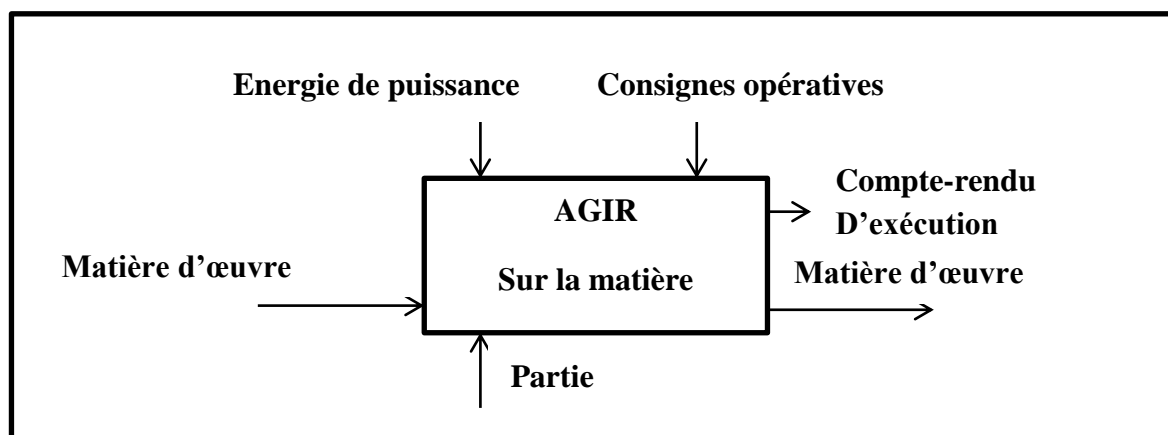 Energie de puissance
Consignes opératives
AGIR
Sur la matière
Compte-rendu
D’exécution
Matière d’œuvre
Matière d’œuvre
Partie